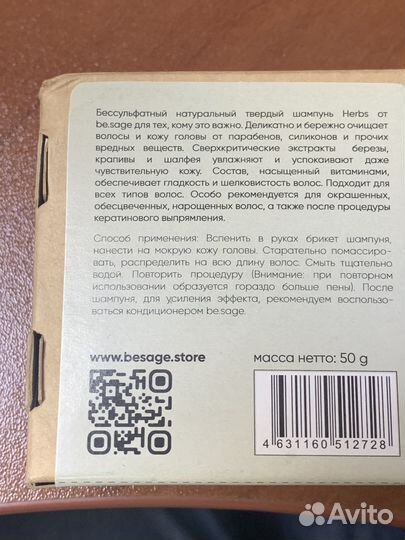 Бессульфатный натуральный твердый шампунь Herbs от
be.sage для тех, кому это важно. Деликатно и бережно очищает
волосы и кожу головы от парабенов, силиконов и прочих
вредных веществ. Сверхкритические экстракты березы,
крапивы и шалфея увлажняют и успокаивают даже
чувствительную кожу. Состав, насыщенный витаминами,
обеспечивает гладкость и шелковистость волос. Подходит для
всех типов волос. Особо рекомендуется для окрашенных,
обесцвеченных, нарощенных волос, а также после процедуры
кератинового выпрямления.
Способ применения: Вспенить в руках брикет шампуня,
нанести на мокрую кожу головы. Старательно помассиро-
вать, распределить на всю длину волос. Смыть тщательно
водой. Повторить процедуру (Внимание: при повторном
использовании образуется гораздо больше пены). После
шампуня, для усиления эффекта, рекомендуем воспользо-
ваться кондиционером be.sage.
www.besage.store
масса нетто: 50 g
4 631160 512728
Avito